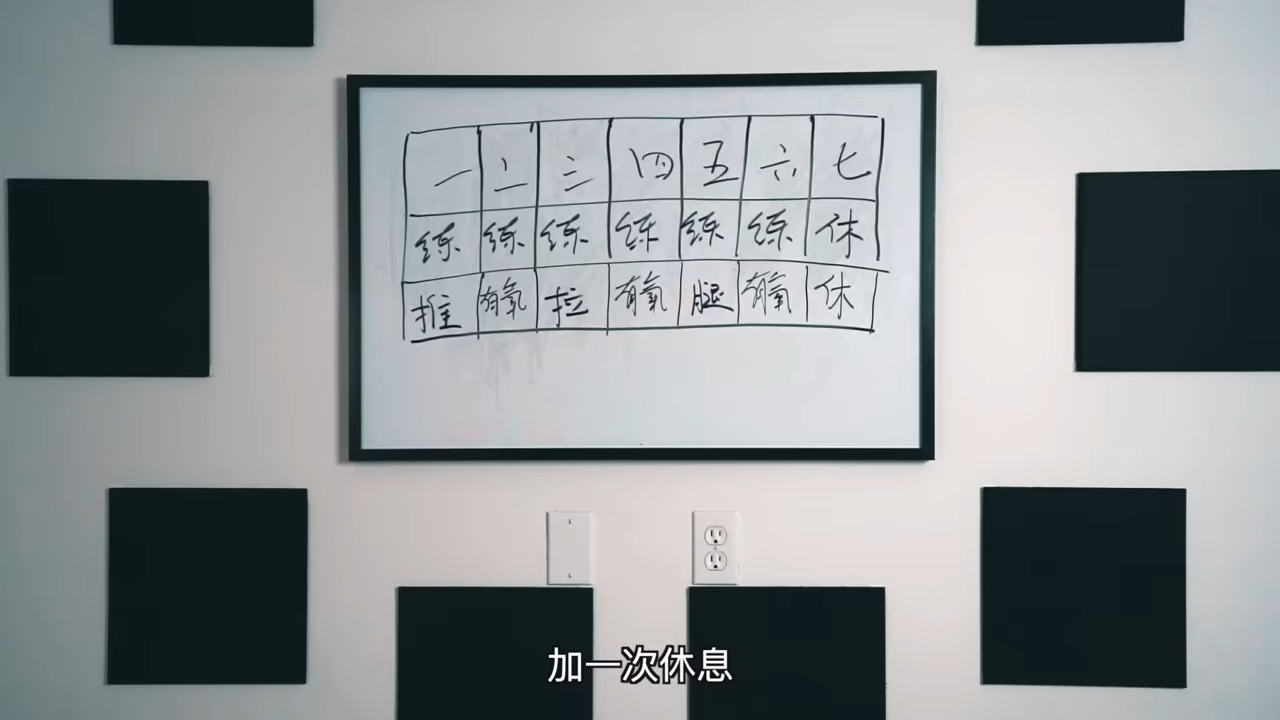 一 二 三 四 五 六 七
练 练 练 练 练 练 休
推 有氧 拉 有氧 腿 有氧 休
加一次休息